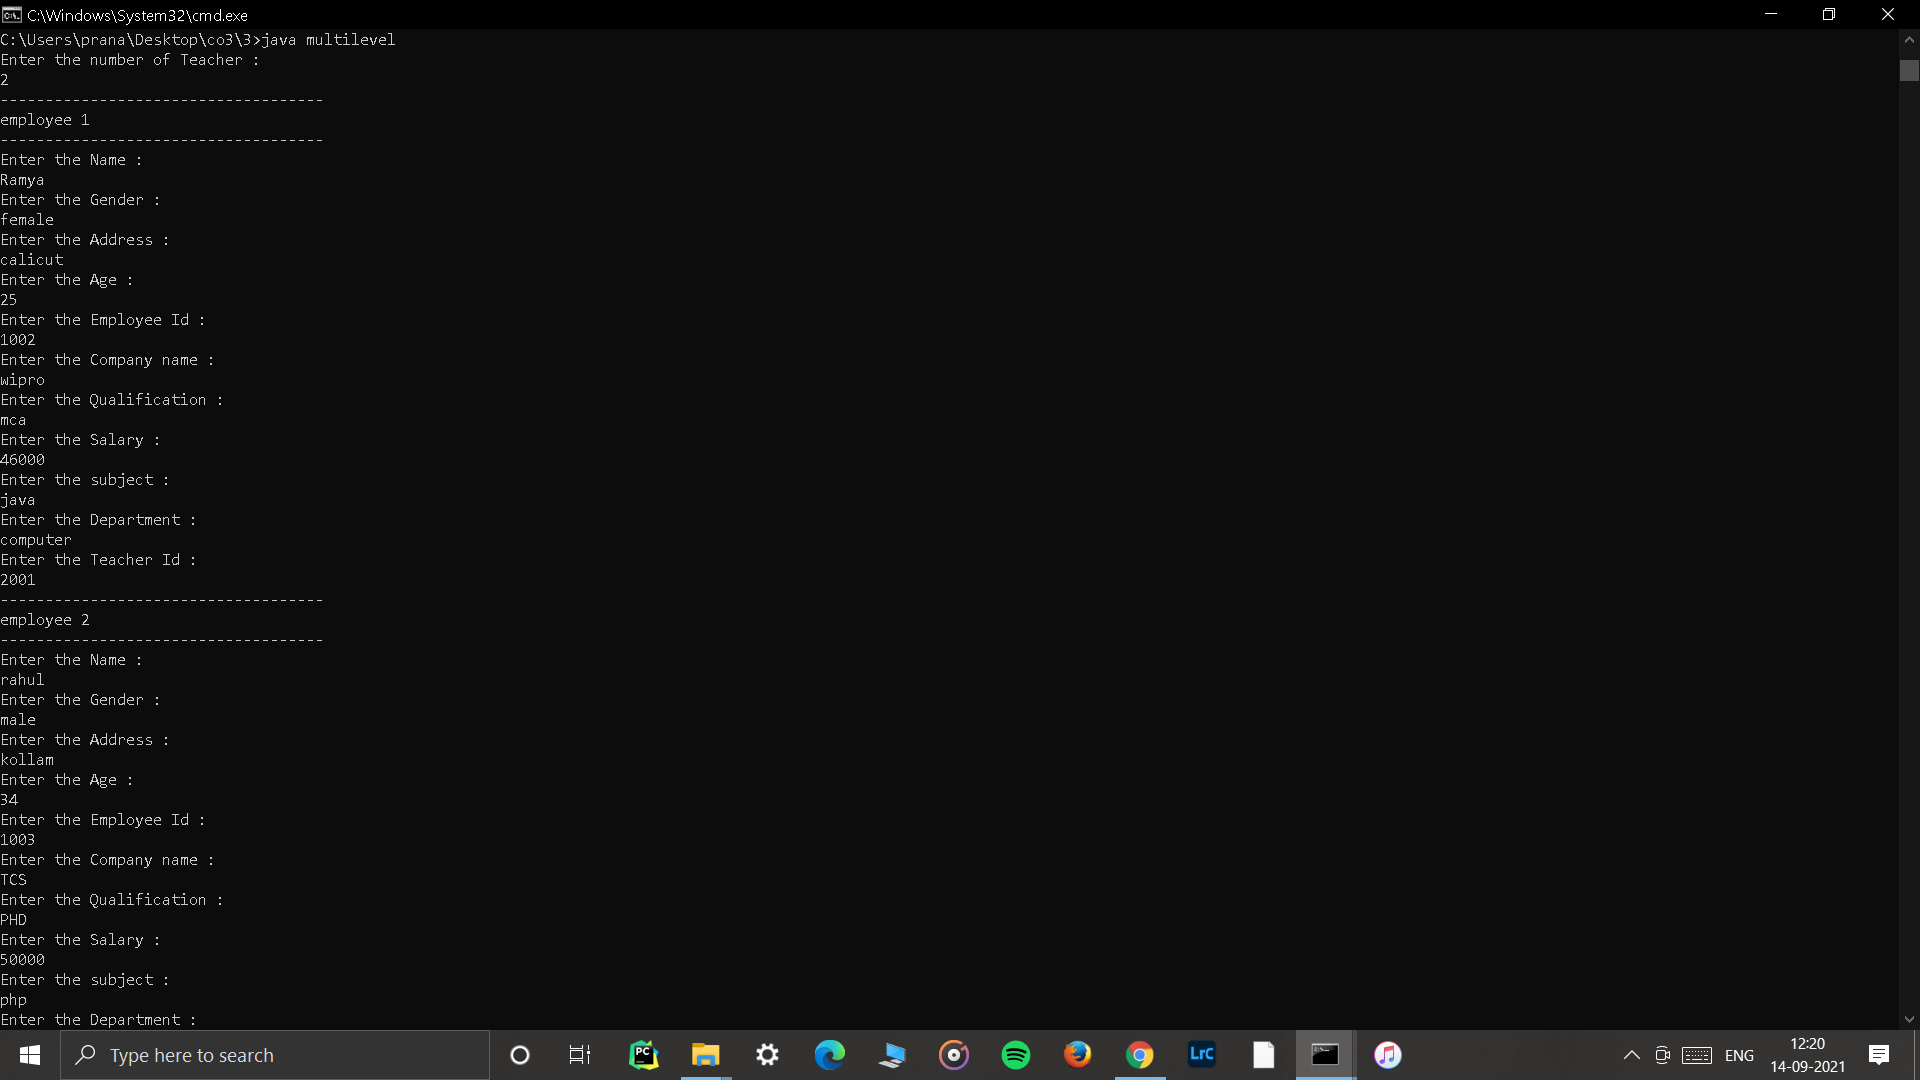 C:\Windows\System32\cmd.exe
C:\Users\prana\Desktop\co3\3>java multilevel
Enter the number of Teacher :
2
------------------------------------
employee 1
------------------------------------
Enter the Name :
Ramya
Enter the Gender :
female
Enter the Address :
calicut
Enter the Age :
25
Enter the Employee Id :
1002
Enter the Company name :
wipro
Enter the Qualification :
mca
Enter the Salary :
46000
Enter the subject :
java
Enter the Department :
computer
Enter the Teacher Id :
2001
------------------------------------
employee 2
------------------------------------
Enter the Name :
rahul
Enter the Gender :
male
Enter the Address :
kollam
Enter the Age :
34
Enter the Employee Id :
1003
Enter the Company name :
TCS
Enter the Qualification :
PHD
Enter the Salary :
50000
Enter the subject :
php
Enter the Department :
Type here to search
PC
Lrc
ENG
12:20
14-09-2021